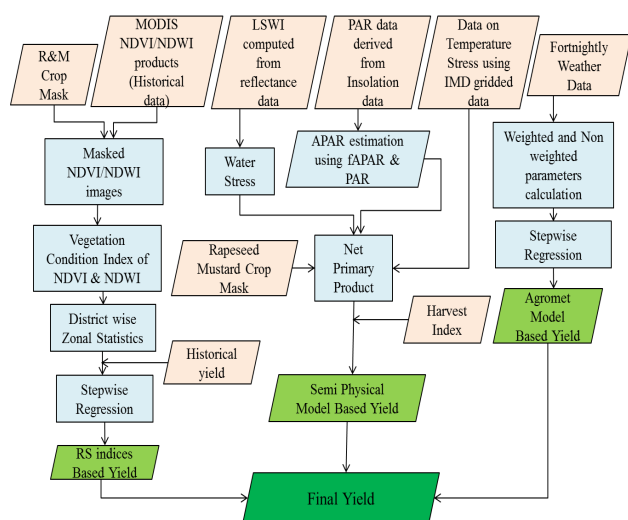 R&M
Crop
Mask
MODIS
NDVI/NDWI
products
(Historical
data)
LSWI
computed
from
reflectance
data
PAR data
derived
from
Insolation
data
Data on
Temperature
Stress using
IMD gridded
data
Fortnightly
Weather
Data
Masked
NDVI/NDWI
images
Water
Stress
APAR estimation
using fAPAR &
PAR
Weighted and Non
weighted
parameters
calculation
Vegetation
Condition Index of
NDVI & NDWI
Rapeseed
Mustard Crop
Mask
Net
Primary
Product
Stepwise
Regression
District wise
Zonal Statistics
Harvest
Index
Agromet
Model
Based Yield
Historical
yield
Stepwise
Regression
Semi Physical
Model Based Yield
RS indices
Based Yield
Final Yield